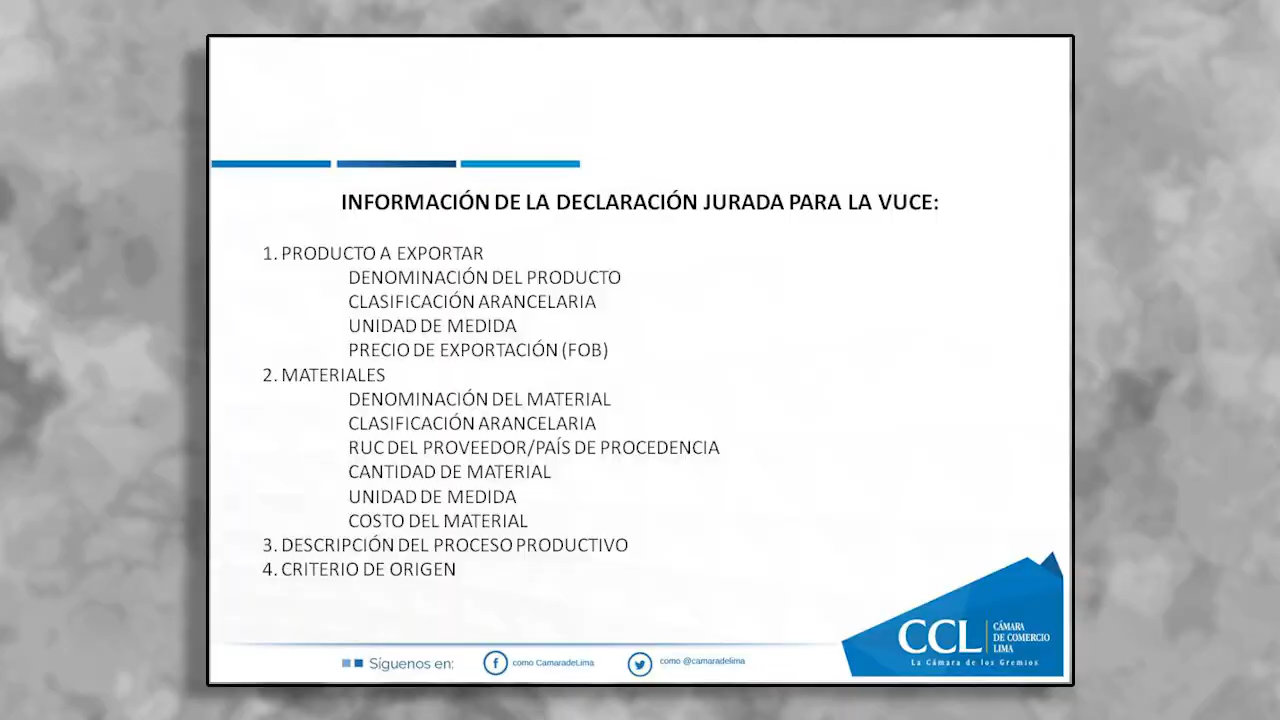 INFORMACIÓN DE LA DECLARACIÓN JURADA PARA LA VUCE:
1. PRODUCTO A EXPORTAR
DENOMINACIÓN DEL PRODUCTO
CLASIFICACIÓN ARANCELARIA
UNIDAD DE MEDIDA
PRECIO DE EXPORTACIÓN (FOB)
2. MATERIALES
DENOMINACIÓN DEL MATERIAL
CLASIFICACIÓN ARANCELARIA
RUC DEL PROVEEDOR/PAÍS DE PROCEDENCIA
CANTIDAD DE MATERIAL
UNIDAD DE MEDIDA
COSTO DEL MATERIAL
3. DESCRIPCIÓN DEL PROCESO PRODUCTIVO
4. CRITERIO DE ORIGEN
Síguenos en:
como CamaradeLima
como @camaradelima
CCL
CÁMARA
DE COMERCIO
LIMA
La Cámara de los Gremios